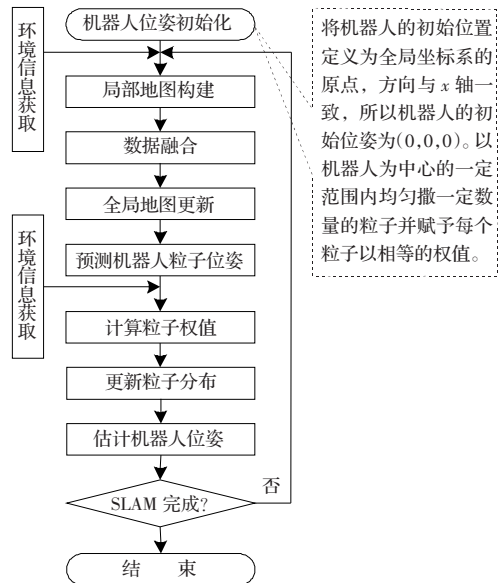 机器人位姿初始化
环境信息获取
局部地图构建
数据融合
全局地图更新
环境信息获取
预测机器人粒子位姿
计算粒子权值
更新粒子分布
估计机器人位姿
SLAM 完成?
否
结 束
将机器人的初始位置
定义为全局坐标系的
原点，方向与 x 轴一
致，所以机器人的初
始位姿为(0,0,0)。以
机器人为中心的一定
范围内均匀撒一定数
量的粒子并赋予每个
粒子以相等的权值。